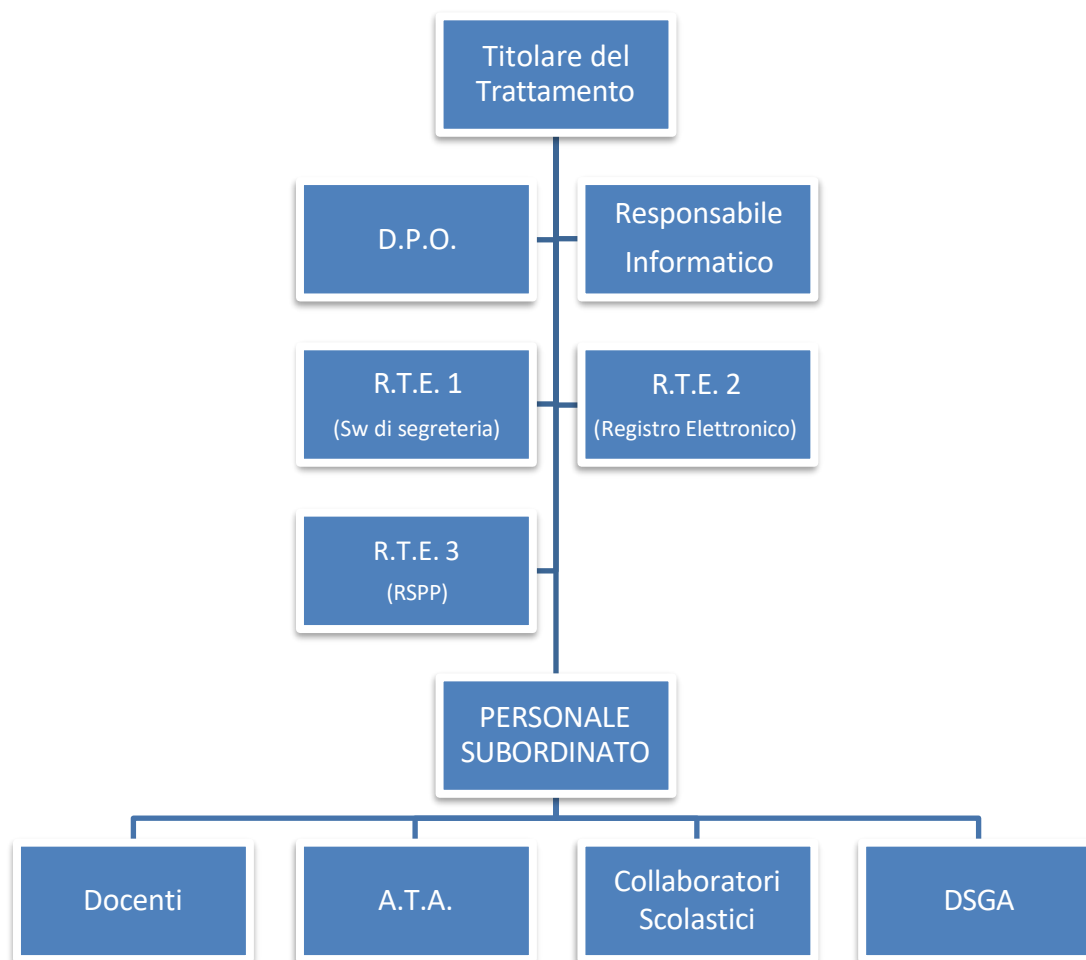 Titolare del
Trattamento
D.P.O.
Responsabile
Informatico
R.T.E. 1
(Sw di segreteria)
R.T.E. 2
(Registro Elettronico)
R.T.E. 3
(RSPP)
PERSONALE
SUBORDINATO
Docenti
A.T.A.
Collaboratori
Scolastici
DSGA